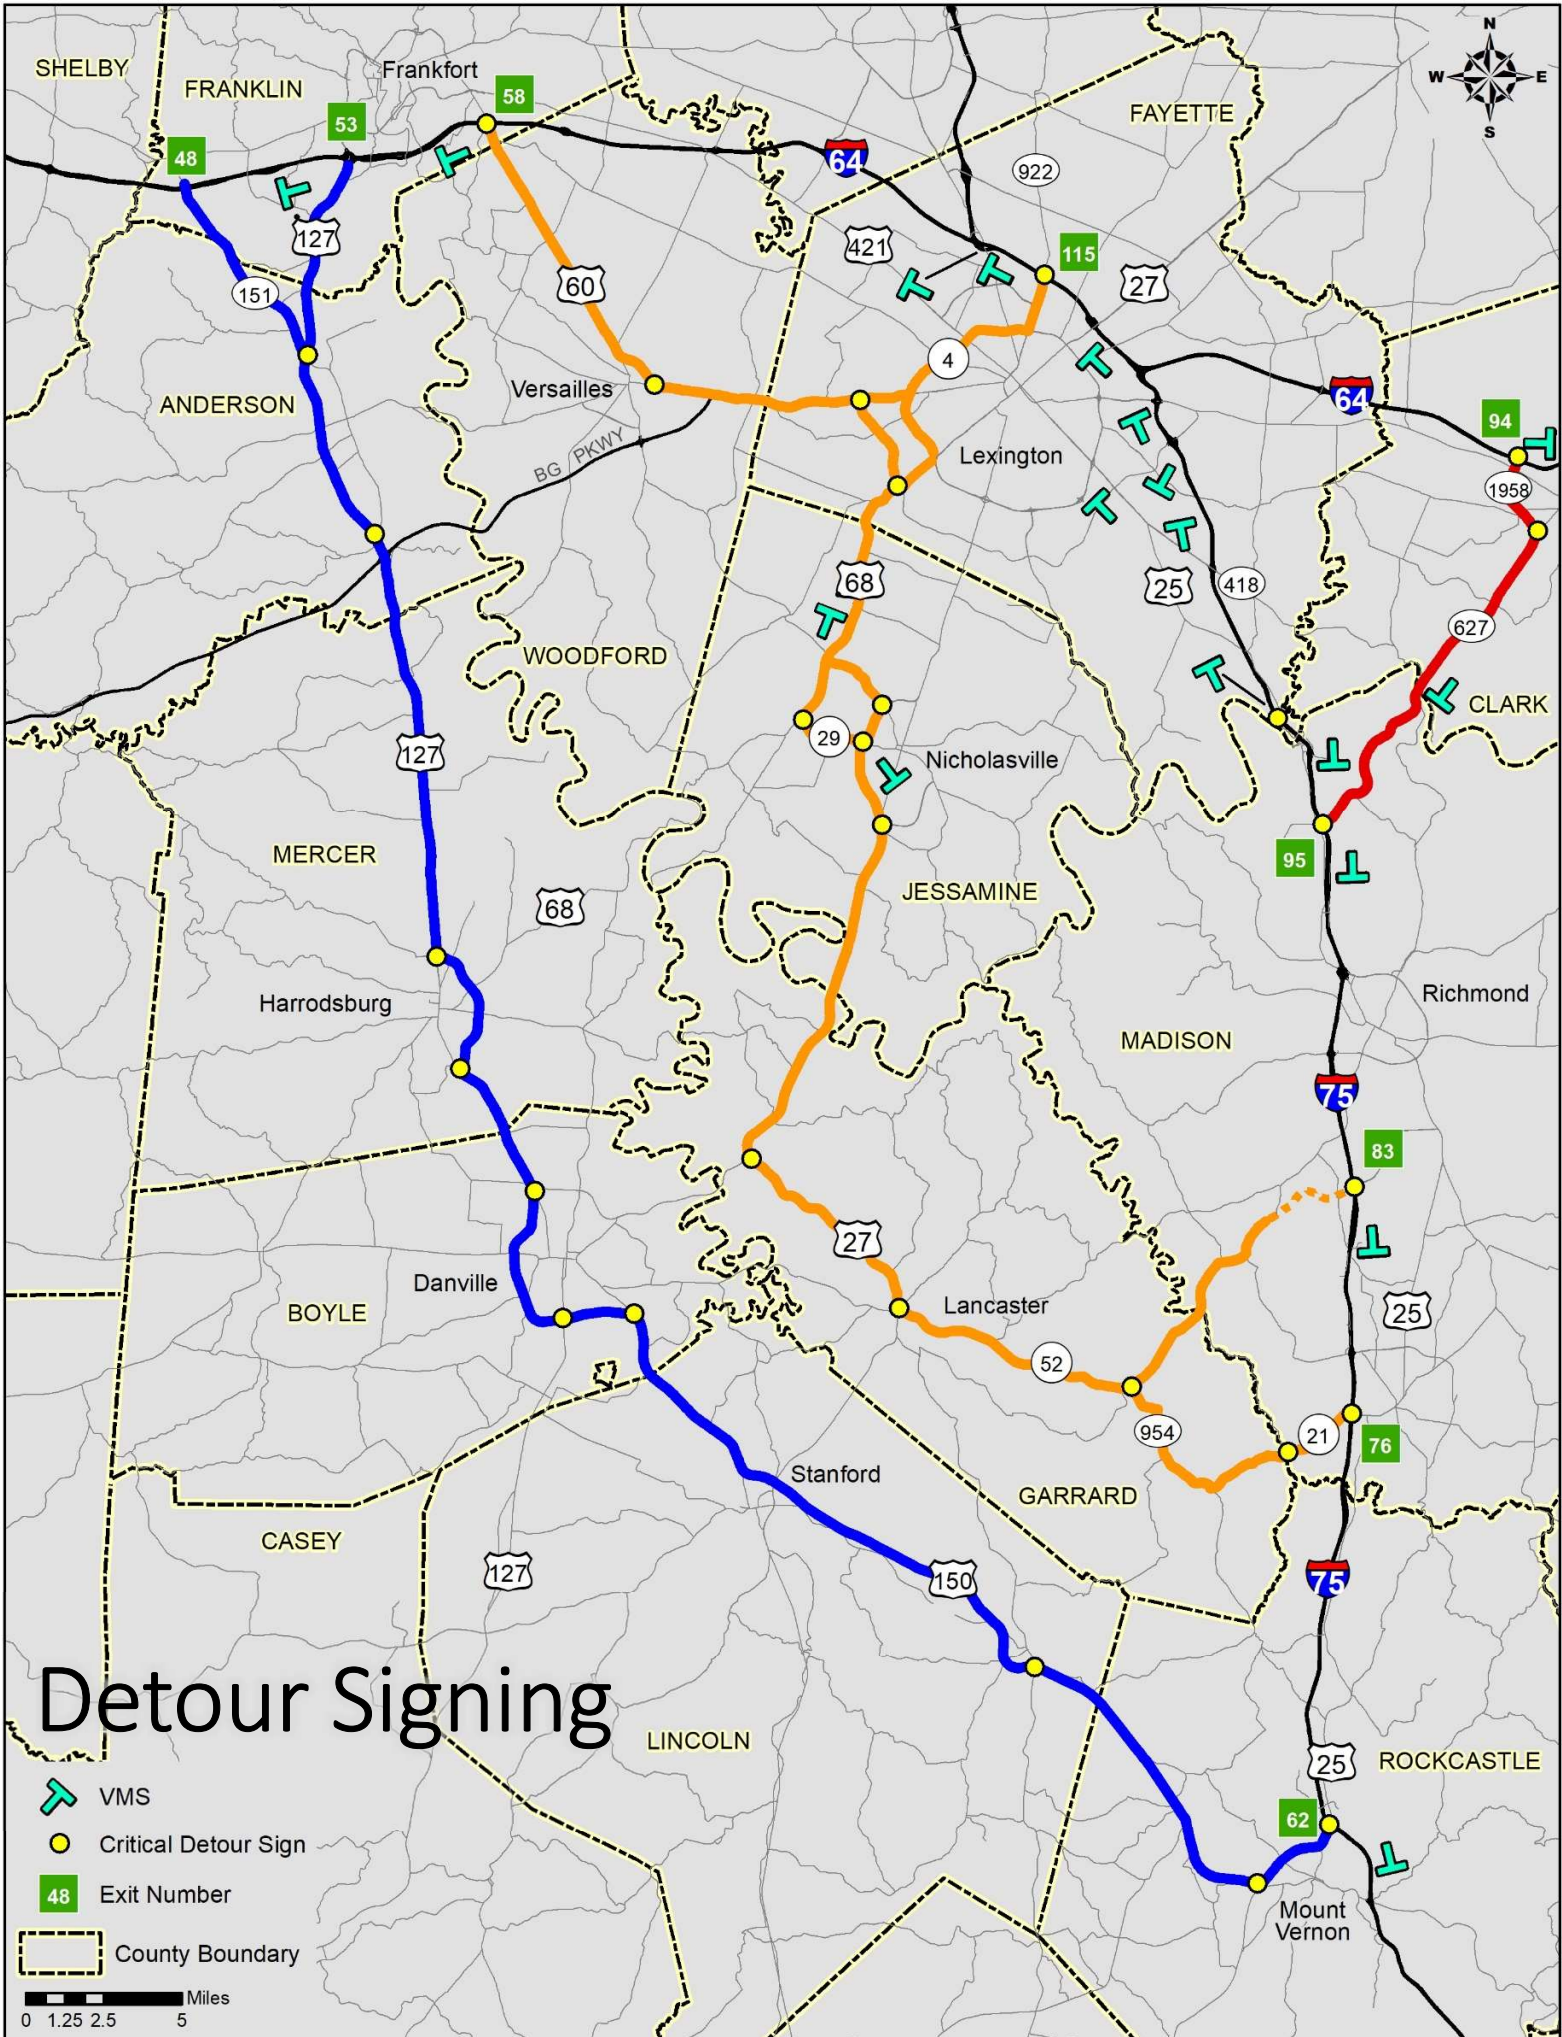 N
W E
S
SHELBY
FRANKLIN
Frankfort
58
53
48
FAYETTE
64
922
127
421
115
151
60
27
4
Versailles
ANDERSON
64
94
BG PKWY
Lexington
1958
68
25
418
627
WOODFORD
CLARK
29
127
Nicholasville
MERCER
95
JESSAMINE
68
Harrodsburg
Richmond
MADISON
75
83
27
Danville
BOYLE
Lancaster
25
52
954
21
76
Stanford
GARRARD
CASEY
127
150
75
Detour Signing
LINCOLN
25
ROCKCASTLE
VMS
62
Critical Detour Sign
48 Exit Number
Mount
Vernon
County Boundary
Miles
0 1.25 2.5 5